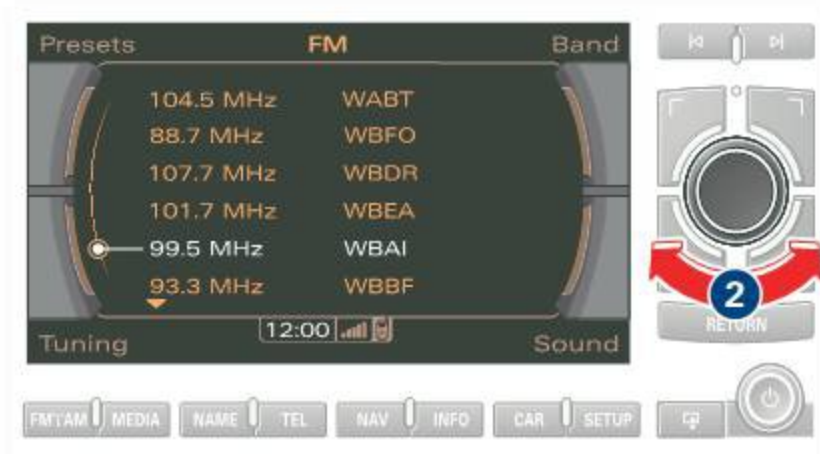 Presets FM Band
104.5 MHz WABT
88.7 MHz WBFO
107.7 MHz WBDR
101.7 MHz WBEA
99.5 MHz WBAI
93.3 MHz WBBF
12:00
Tuning Sound
2
RETURN
FM/AM MEDIA NAME TEL NAV INFO CAR SETUP